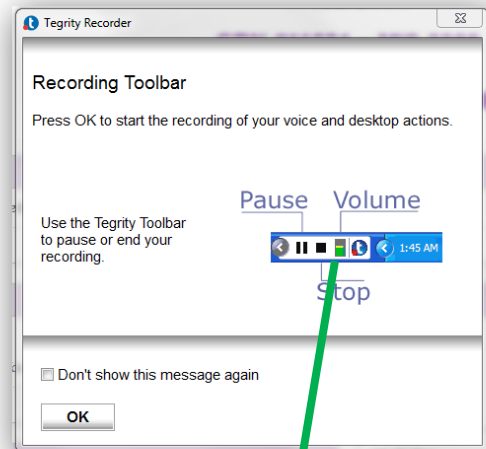 Tegrity Recorder
Recording Toolbar
Press OK to start the recording of your voice and desktop actions.
Pause Volume
Use the Tegrity Toolbar
to pause or end your
recording.
1:45 AM
Stop
Don't show this message again
OK